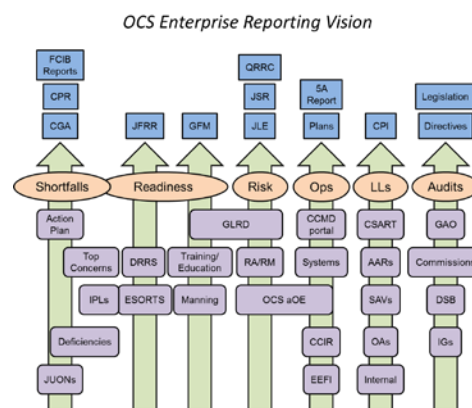 OCS Enterprise Reporting Vision
FCIB
Reports
QRRC
CPR
JSR
5A
Report
Legislation
CGA
JFRR
GFM
JLE
Plans
CPI
Directives
Shortfalls
Readiness
Risk
Ops
LLs
Audits
Action
Plan
GLRD
CCMD
portal
CSART
GAO
Top
Concerns
DRRS
Training/
Education
RA/RM
Systems
AARs
Commissions
IPLs
ESORTS
Manning
OCS aOE
SAVs
DSB
Deficiencies
CCIR
OAs
IGs
JUONs
EEFI
Internal